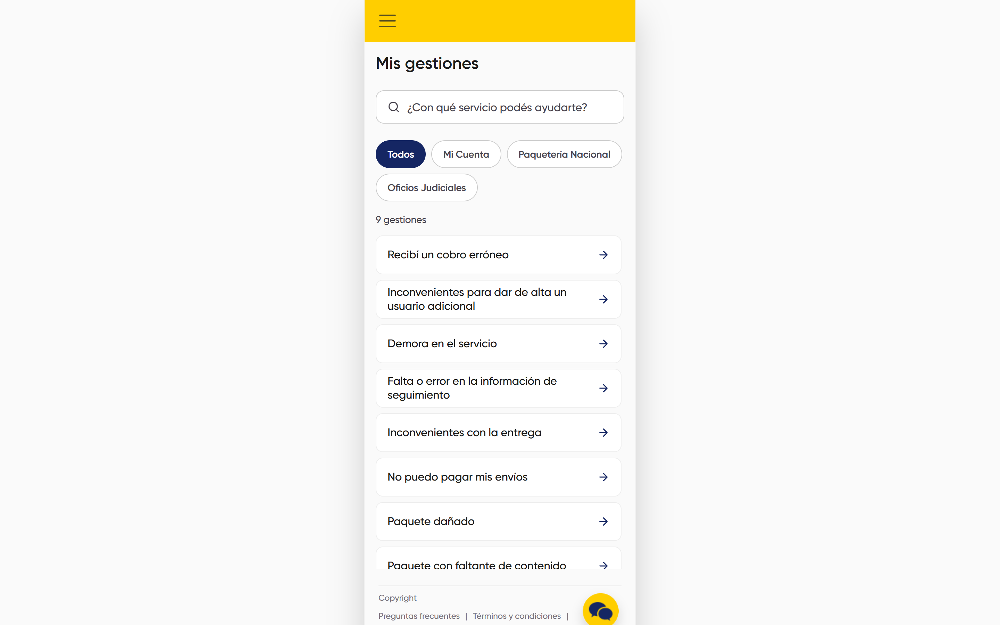 Mis gestiones
¿Con qué servicio podés ayudarte?
Todos
Mi Cuenta
Paquetería Nacional
Oficios Judiciales
9 gestiones
Recibí un cobro erróneo
Inconvenientes para dar de alta un
usuario adicional
Demora en el servicio
Falta o error en la información de
seguimiento
Inconvenientes con la entrega
No puedo pagar mis envíos
Paquete dañado
Paquete con faltante de contenido
Copyright
Preguntas frecuentes | Términos y condiciones |